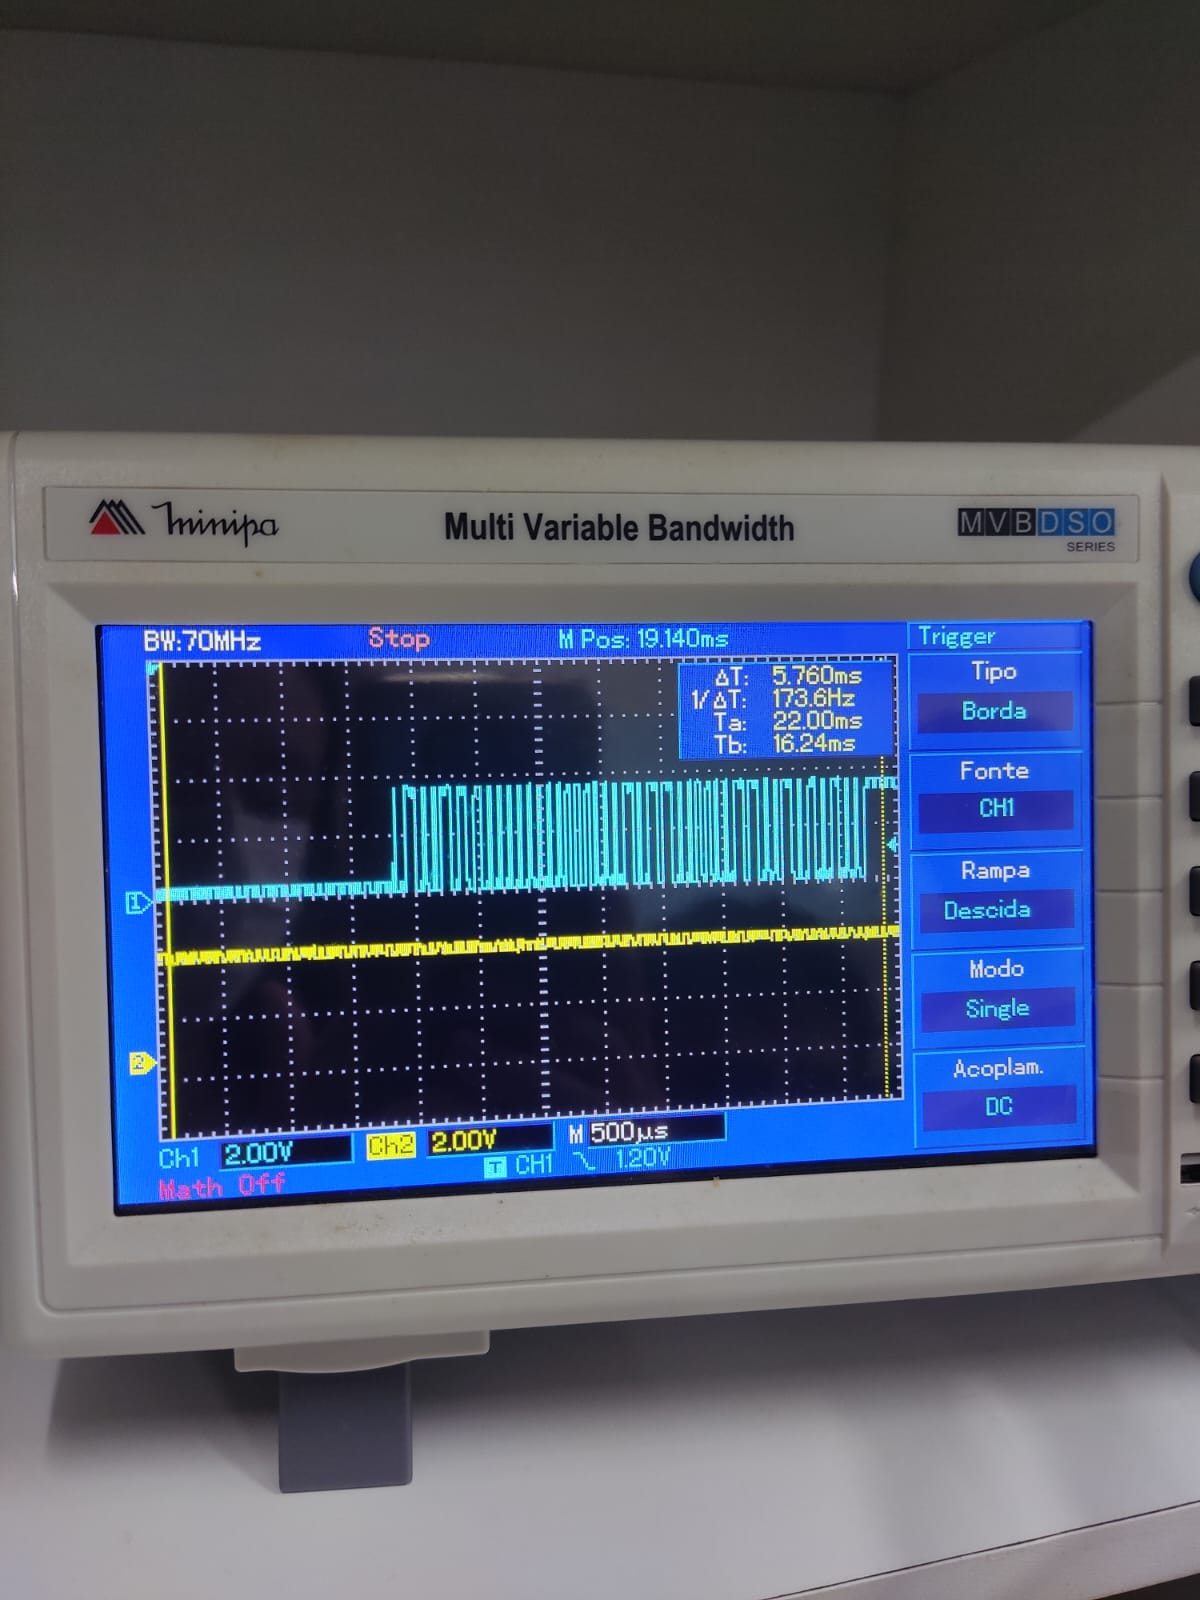 minipa
Multi Variable Bandwidth
MVBDSO
SERIES
BW:70MHz
Stop
M Pos: 19.140ms
Trigger
ΔT: 5.760ms
1/ΔT: 173.6Hz
Ta: 22.00ms
Tb: 16.24ms
Tipo
Borda
Fonte
CH1
Rampa
Descida
Modo
Single
Acoplam.
DC
1
2
Ch1 2.00V
Ch2 2.00V
M 500µs
T CH1 1.20V
Math Off